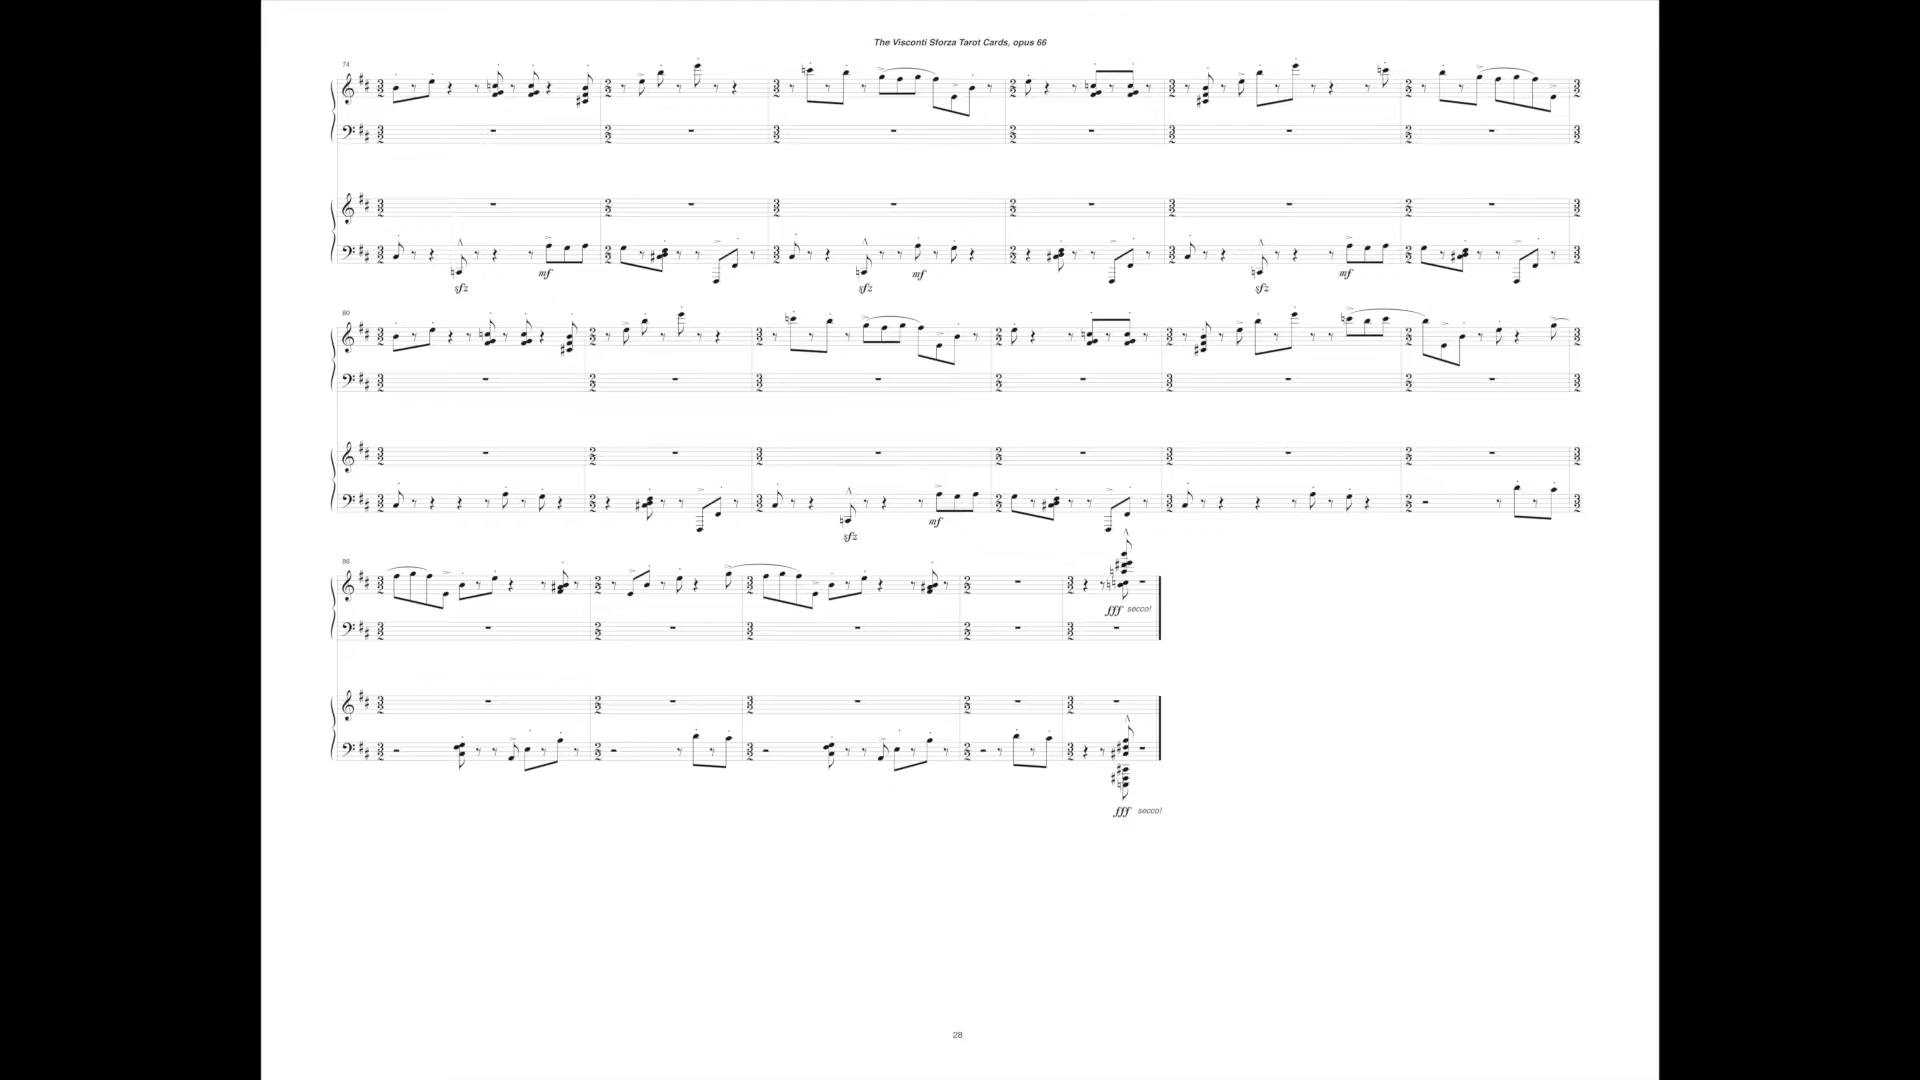 The Visconti Sforza Tarot Cards, opus 66
74
sfz mf sfz mf sfz mf
80
sfz mf
86
fff secco!
fff secco!
28